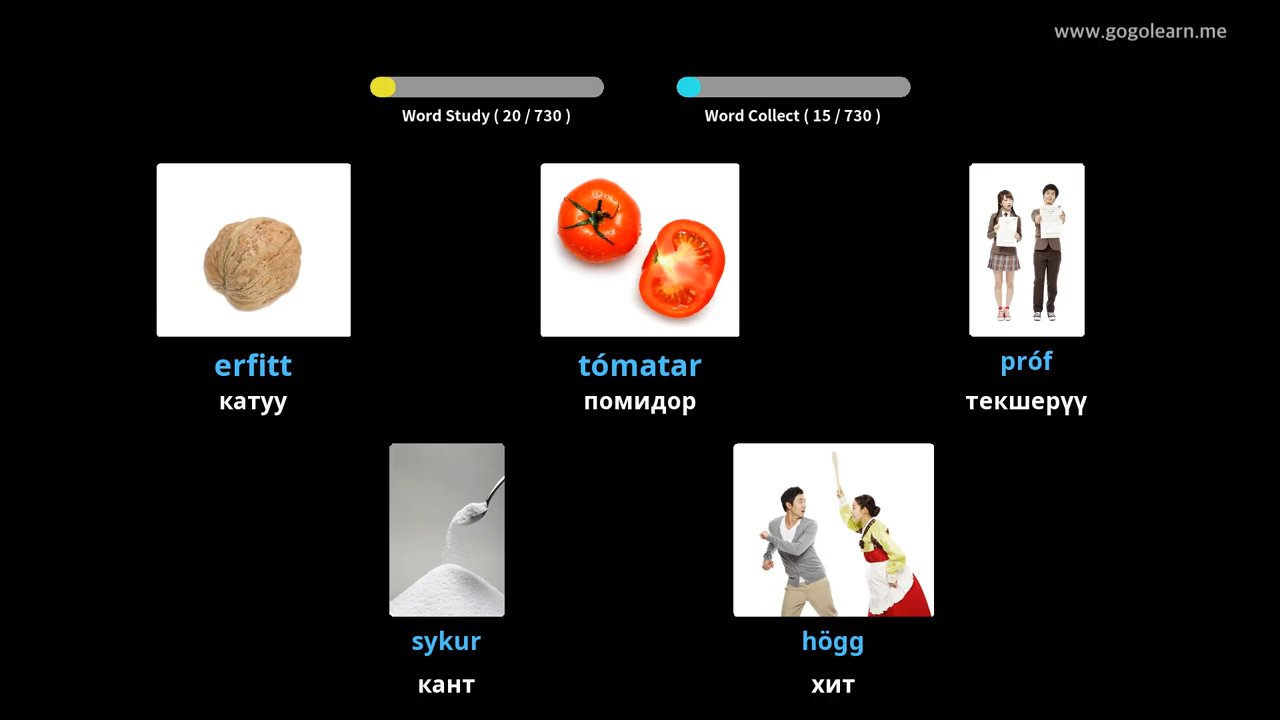 www.gogolearn.me
Word Study ( 20 / 730 )
Word Collect ( 15 / 730 )
erfitt
катуу
tómatar
помидор
próf
текшерүү
sykur
кант
högg
хит